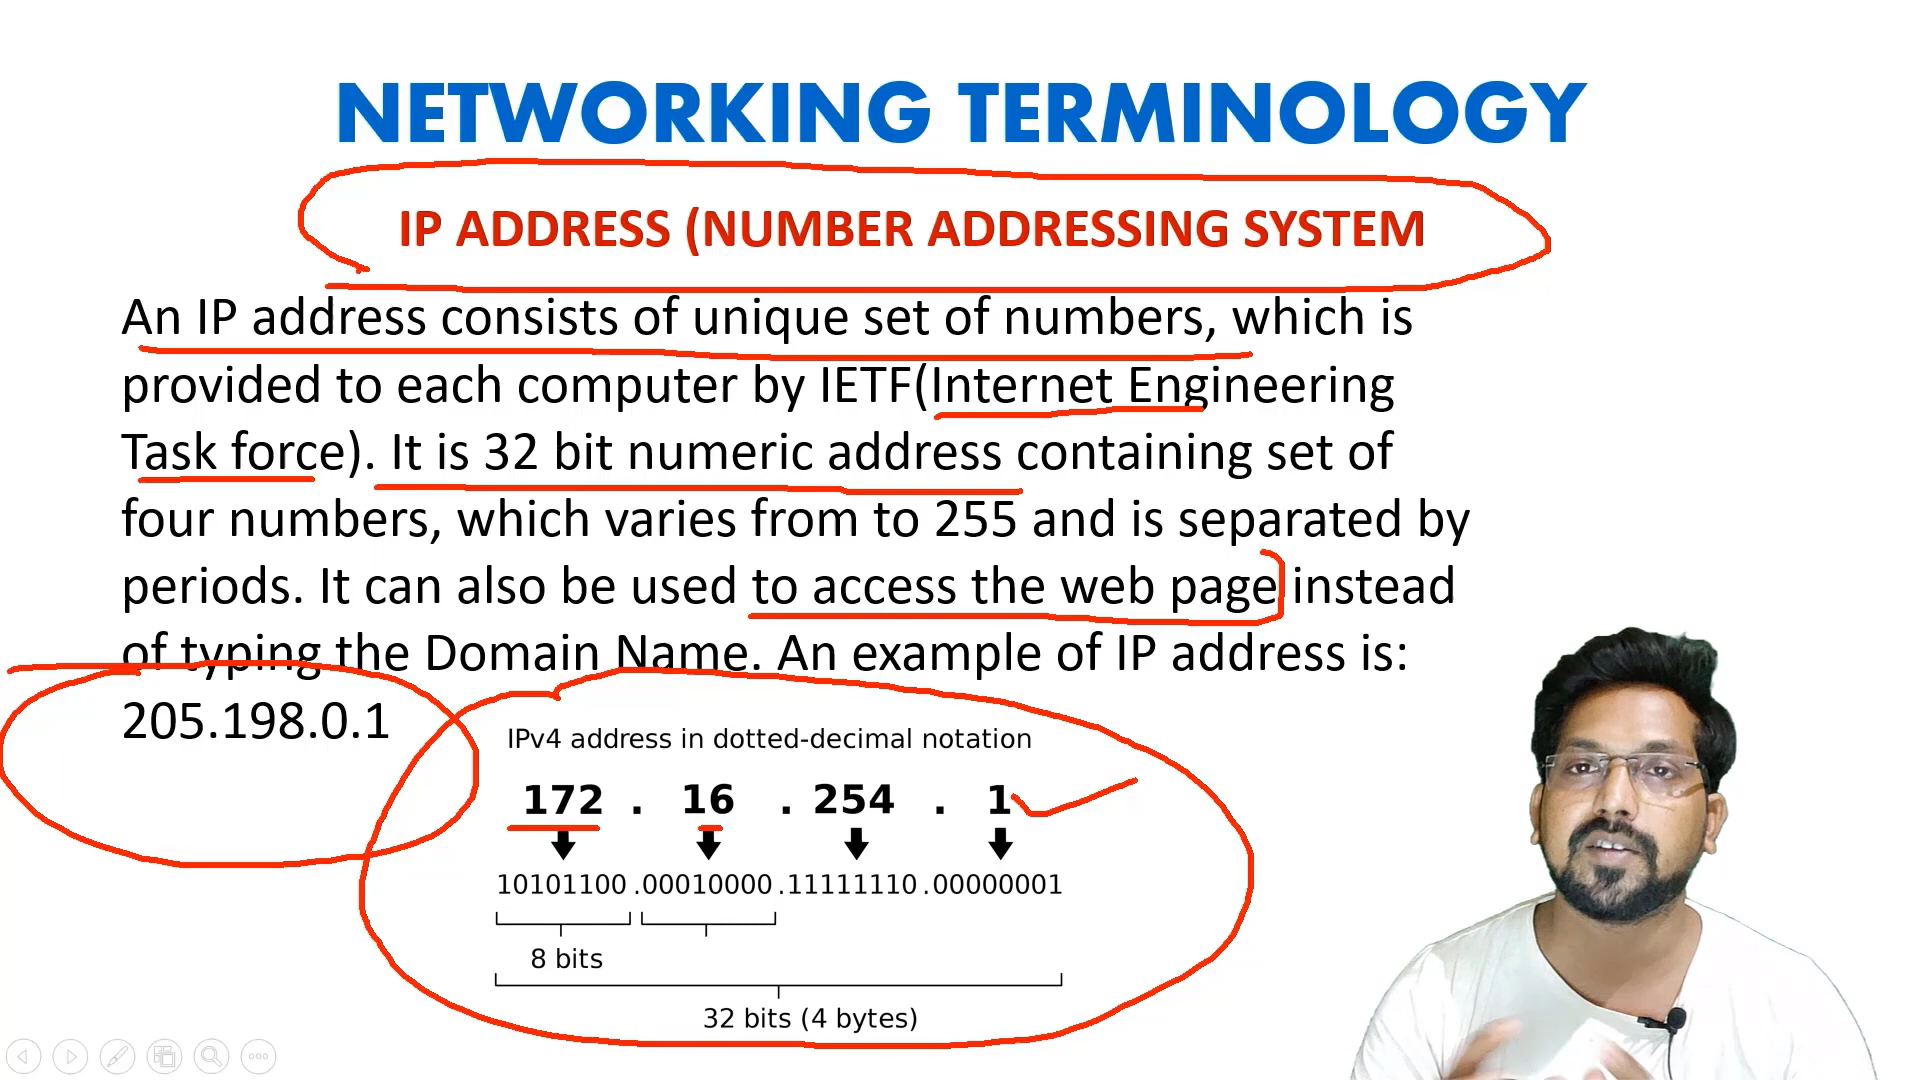 NETWORKING TERMINOLOGY
IP ADDRESS (NUMBER ADDRESSING SYSTEM
An IP address consists of unique set of numbers, which is
provided to each computer by IETF(Internet Engineering
Task force). It is 32 bit numeric address containing set of
four numbers, which varies from to 255 and is separated by
periods. It can also be used to access the web page instead
of typing the Domain Name. An example of IP address is:
205.198.0.1
IPv4 address in dotted-decimal notation
172 . 16 . 254 . 1
10101100 .00010000 .11111110 .00000001
8 bits
32 bits (4 bytes)